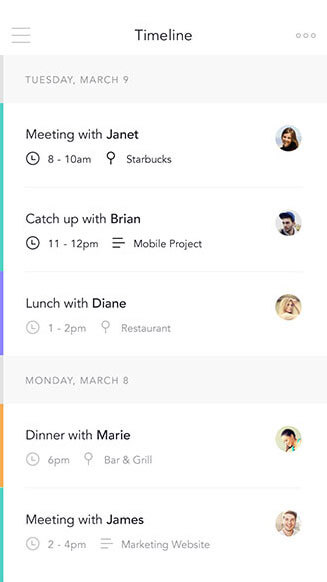 Timeline
TUESDAY, MARCH 9
Meeting with Janet
8 - 10am Starbucks
Catch up with Brian
11 - 12pm Mobile Project
Lunch with Diane
1 - 2pm Restaurant
MONDAY, MARCH 8
Dinner with Marie
6pm Bar & Grill
Meeting with James
2 - 4pm Marketing Website